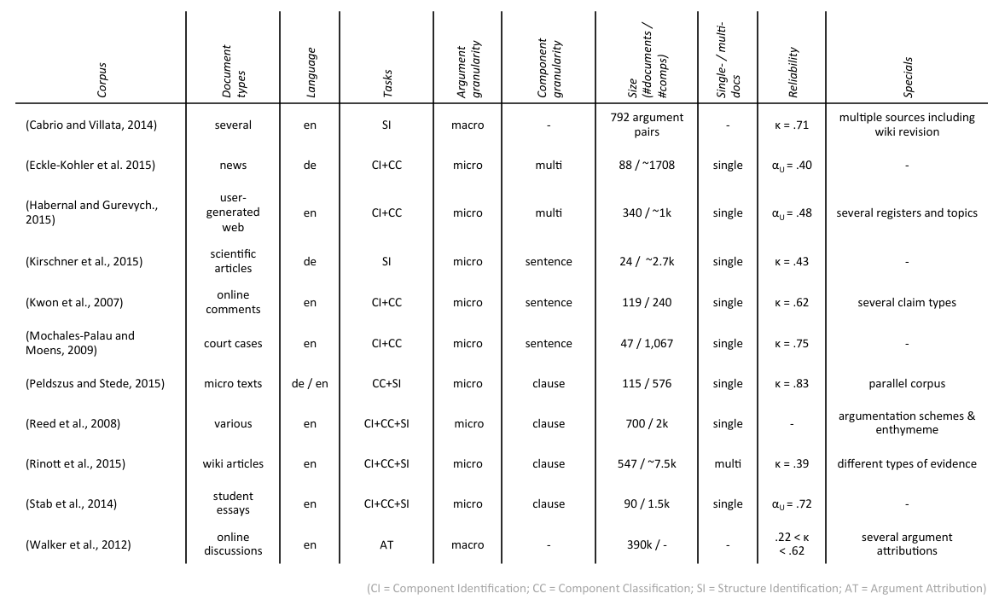 Corpus
Document
types
Language
Tasks
Argument
granularity
Component
granularity
Size
(#documents /
#comps)
Single- / multi-
docs
Reliability
Specials
(Cabrio and Villata, 2014) several en SI macro - 792 argument
pairs - κ = .71 multiple sources including
wiki revision
(Eckle-Kohler et al. 2015) news de CI+CC micro multi 88 / ~1708 single αU = .40 -
(Habernal and Gurevych.,
2015) user-
generated
web en CI+CC micro multi 340 / ~1k single αU = .48 several registers and topics
(Kirschner et al., 2015) scientific
articles de SI micro sentence 24 / ~2.7k single κ = .43 -
(Kwon et al., 2007) online
comments en CI+CC micro sentence 119 / 240 single κ = .62 several claim types
(Mochales-Palau and
Moens, 2009) court cases en CI+CC micro sentence 47 / 1,067 single κ = .75 -
(Peldszus and Stede, 2015) micro texts de / en CC+SI micro clause 115 / 576 single κ = .83 parallel corpus
(Reed et al., 2008) various en CI+CC+SI micro clause 700 / 2k single - argumentation schemes &
enthymeme
(Rinott et al., 2015) wiki articles en CI+CC+SI micro clause 547 / ~7.5k multi κ = .39 different types of evidence
(Stab et al., 2014) student
essays en CI+CC+SI micro clause 90 / 1.5k single αU = .72 -
(Walker et al., 2012) online
discussions en AT macro - 390k / - - .22 < κ
< .62 several argument
attributions
(CI = Component Identification; CC = Component Classification; SI = Structure Identification; AT = Argument Attribution)